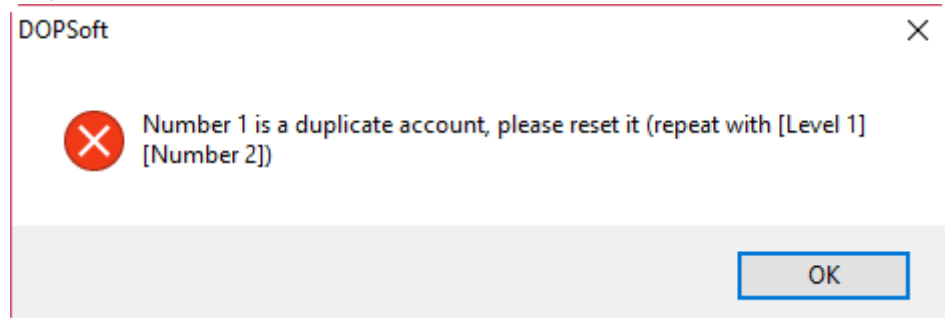 DOPSoft
Number 1 is a duplicate account, please reset it (repeat with [Level 1]
[Number 2])
OK